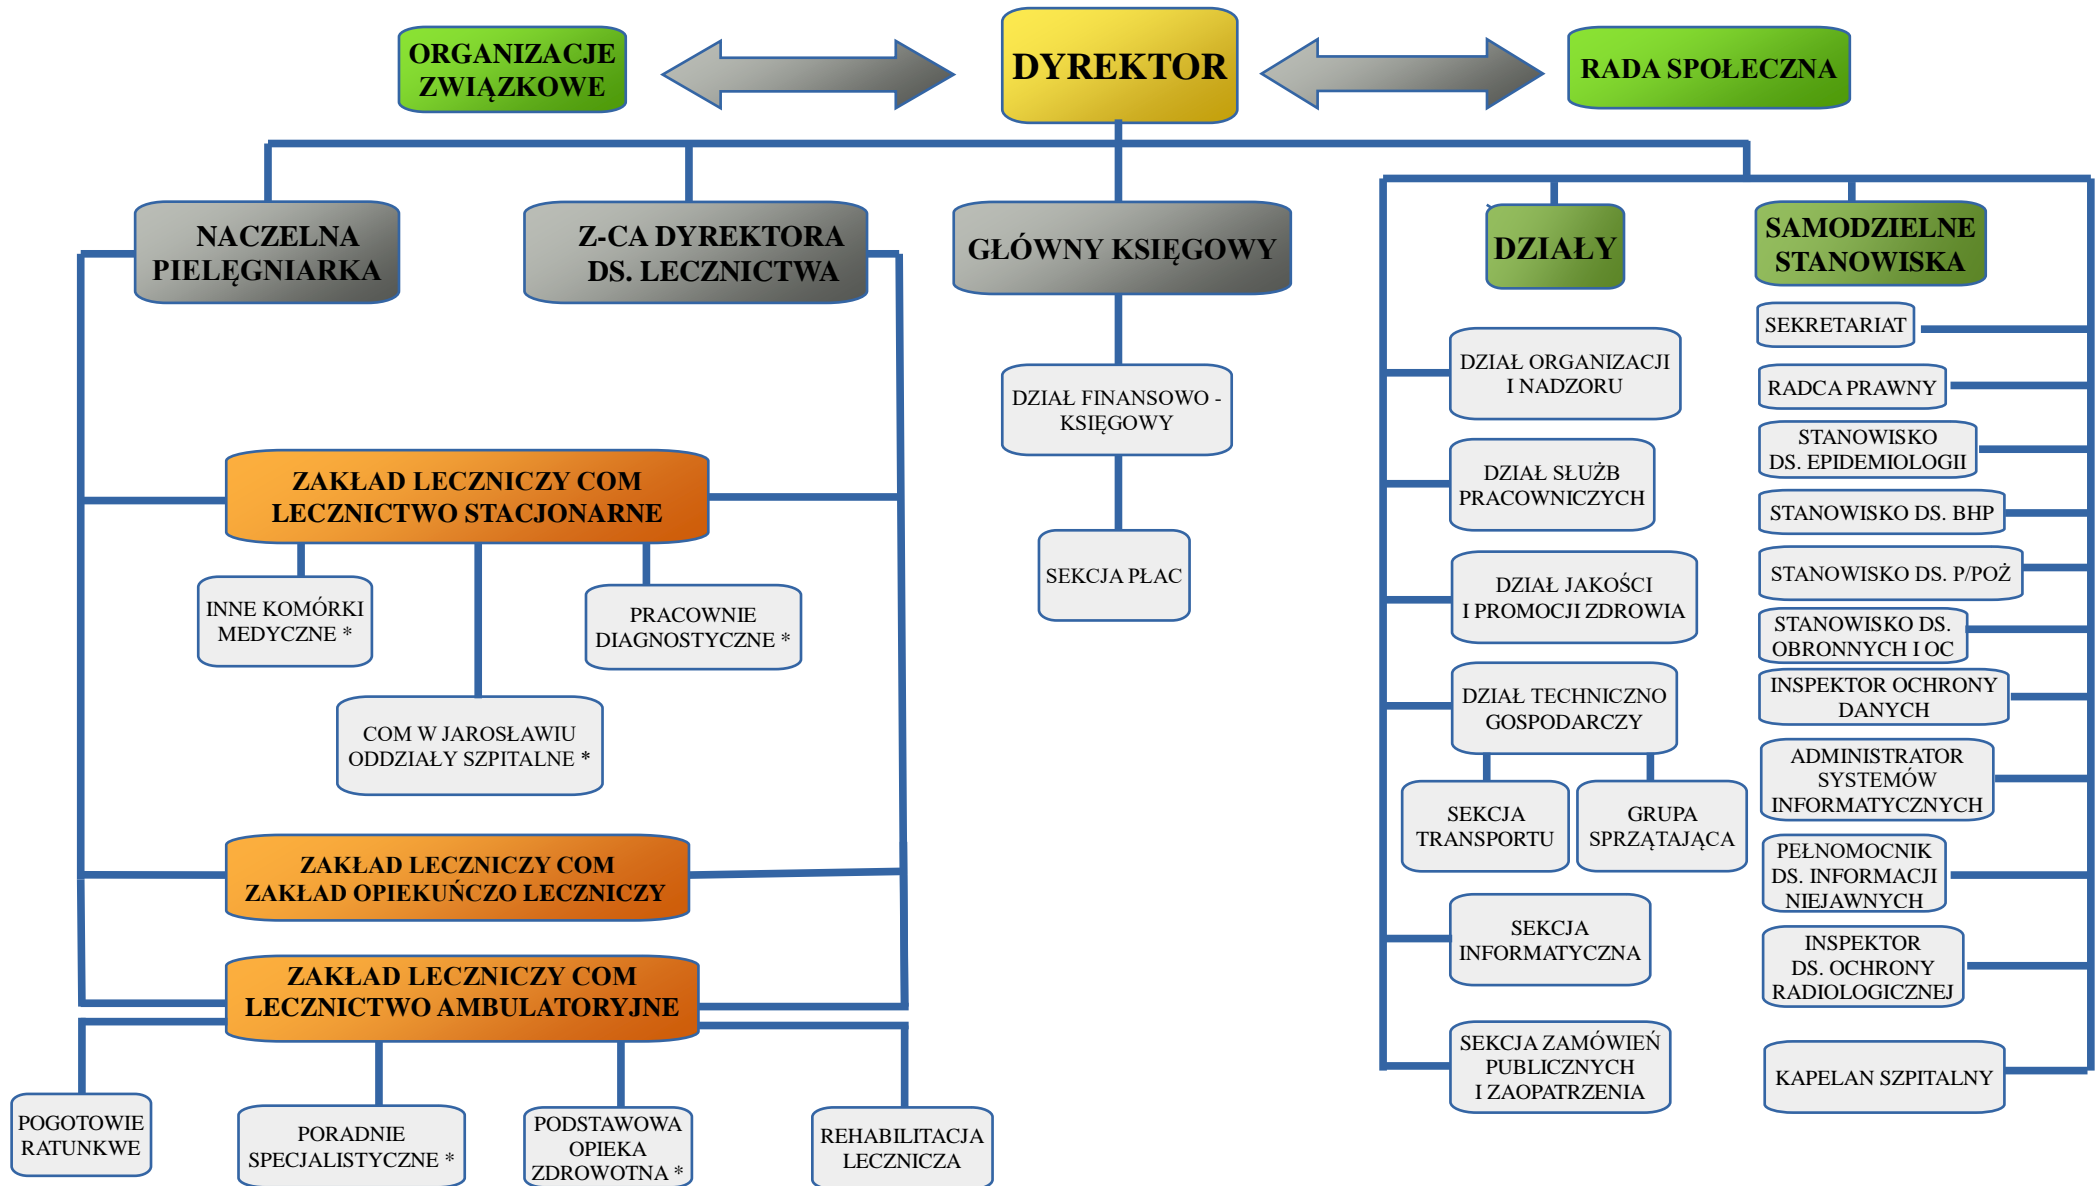 ORGANIZACJE
ZWIĄZKOWE
DYREKTOR
RADA SPOŁECZNA
NACZELNA
PIELĘGNIARKA
Z-CA DYREKTORA
DS. LECZNICTWA
GŁÓWNY KSIĘGOWY
DZIAŁY
SAMODZIELNE
STANOWISKA
ZAKŁAD LECZNICZY COM
LECZNICTWO STACJONARNE
INNE KOMÓRKI
MEDYCZNE *
PRACOWNIE
DIAGNOSTYCZNE *
COM W JAROSŁAWIU
ODDZIAŁY SZPITALNE *
ZAKŁAD LECZNICZY COM
ZAKŁAD OPIEKUŃCZO LECZNICZY
ZAKŁAD LECZNICZY COM
LECZNICTWO AMBULATORYJNE
POGOTOWIE
RATUNKWE
PORADNIE
SPECJALISTYCZNE *
PODSTAWOWA
OPIEKA
ZDROWOTNA *
REHABILITACJA
LECZNICZA
DZIAŁ FINANSOWO -
KSIĘGOWY
SEKCJA PŁAC
DZIAŁ ORGANIZACJI
I NADZORU
DZIAŁ SŁUŻB
PRACOWNICZYCH
DZIAŁ JAKOŚCI
I PROMOCJI ZDROWIA
DZIAŁ TECHNICZNO
GOSPODARCZY
SEKCJA
TRANSPORTU
GRUPA
SPRZĄTAJĄCA
SEKCJA
INFORMATYCZNA
SEKCJA ZAMÓWIEŃ
PUBLICZNYCH
I ZAOPATRZENIA
SEKRETARIAT
RADCA PRAWNY
STANOWISKO
DS. EPIDEMIOLOGII
STANOWISKO DS. BHP
STANOWISKO DS. P/POŻ
STANOWISKO DS.
OBRONNYCH I OC
INSPEKTOR OCHRONY
DANYCH
ADMINISTRATOR
SYSTEMÓW
INFORMATYCZNYCH
PEŁNOMOCNIK
DS. INFORMACJI
NIEJAWNYCH
INSPEKTOR
DS. OCHRONY
RADIOLOGICZNEJ
KAPELAN SZPITALNY